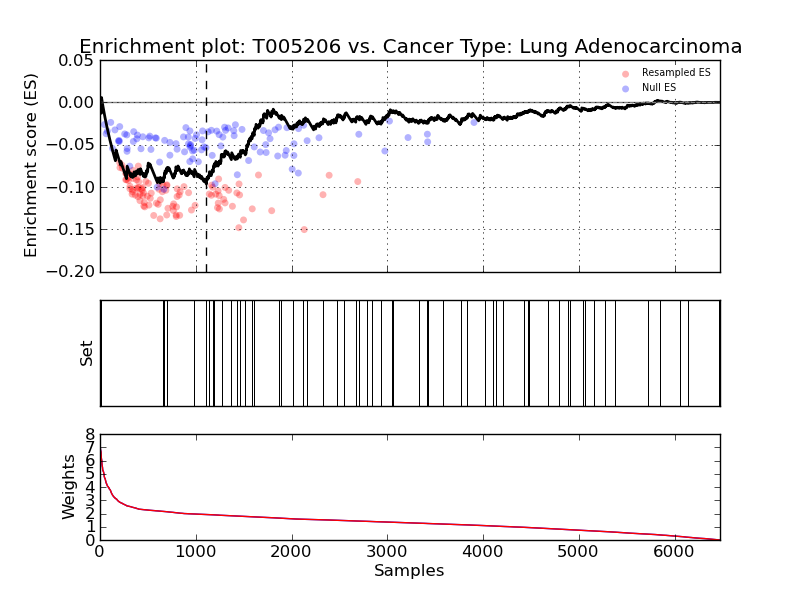 Enrichment plot: T005206 vs. Cancer Type: Lung Adenocarcinoma
0.05
0.00
−0.05
−0.10
−0.15
−0.20
Enrichment score (ES)
Resampled ES
Null ES
Set
8
7
6
5
4
3
2
1
0
Weights
0 1000 2000 3000 4000 5000 6000
Samples